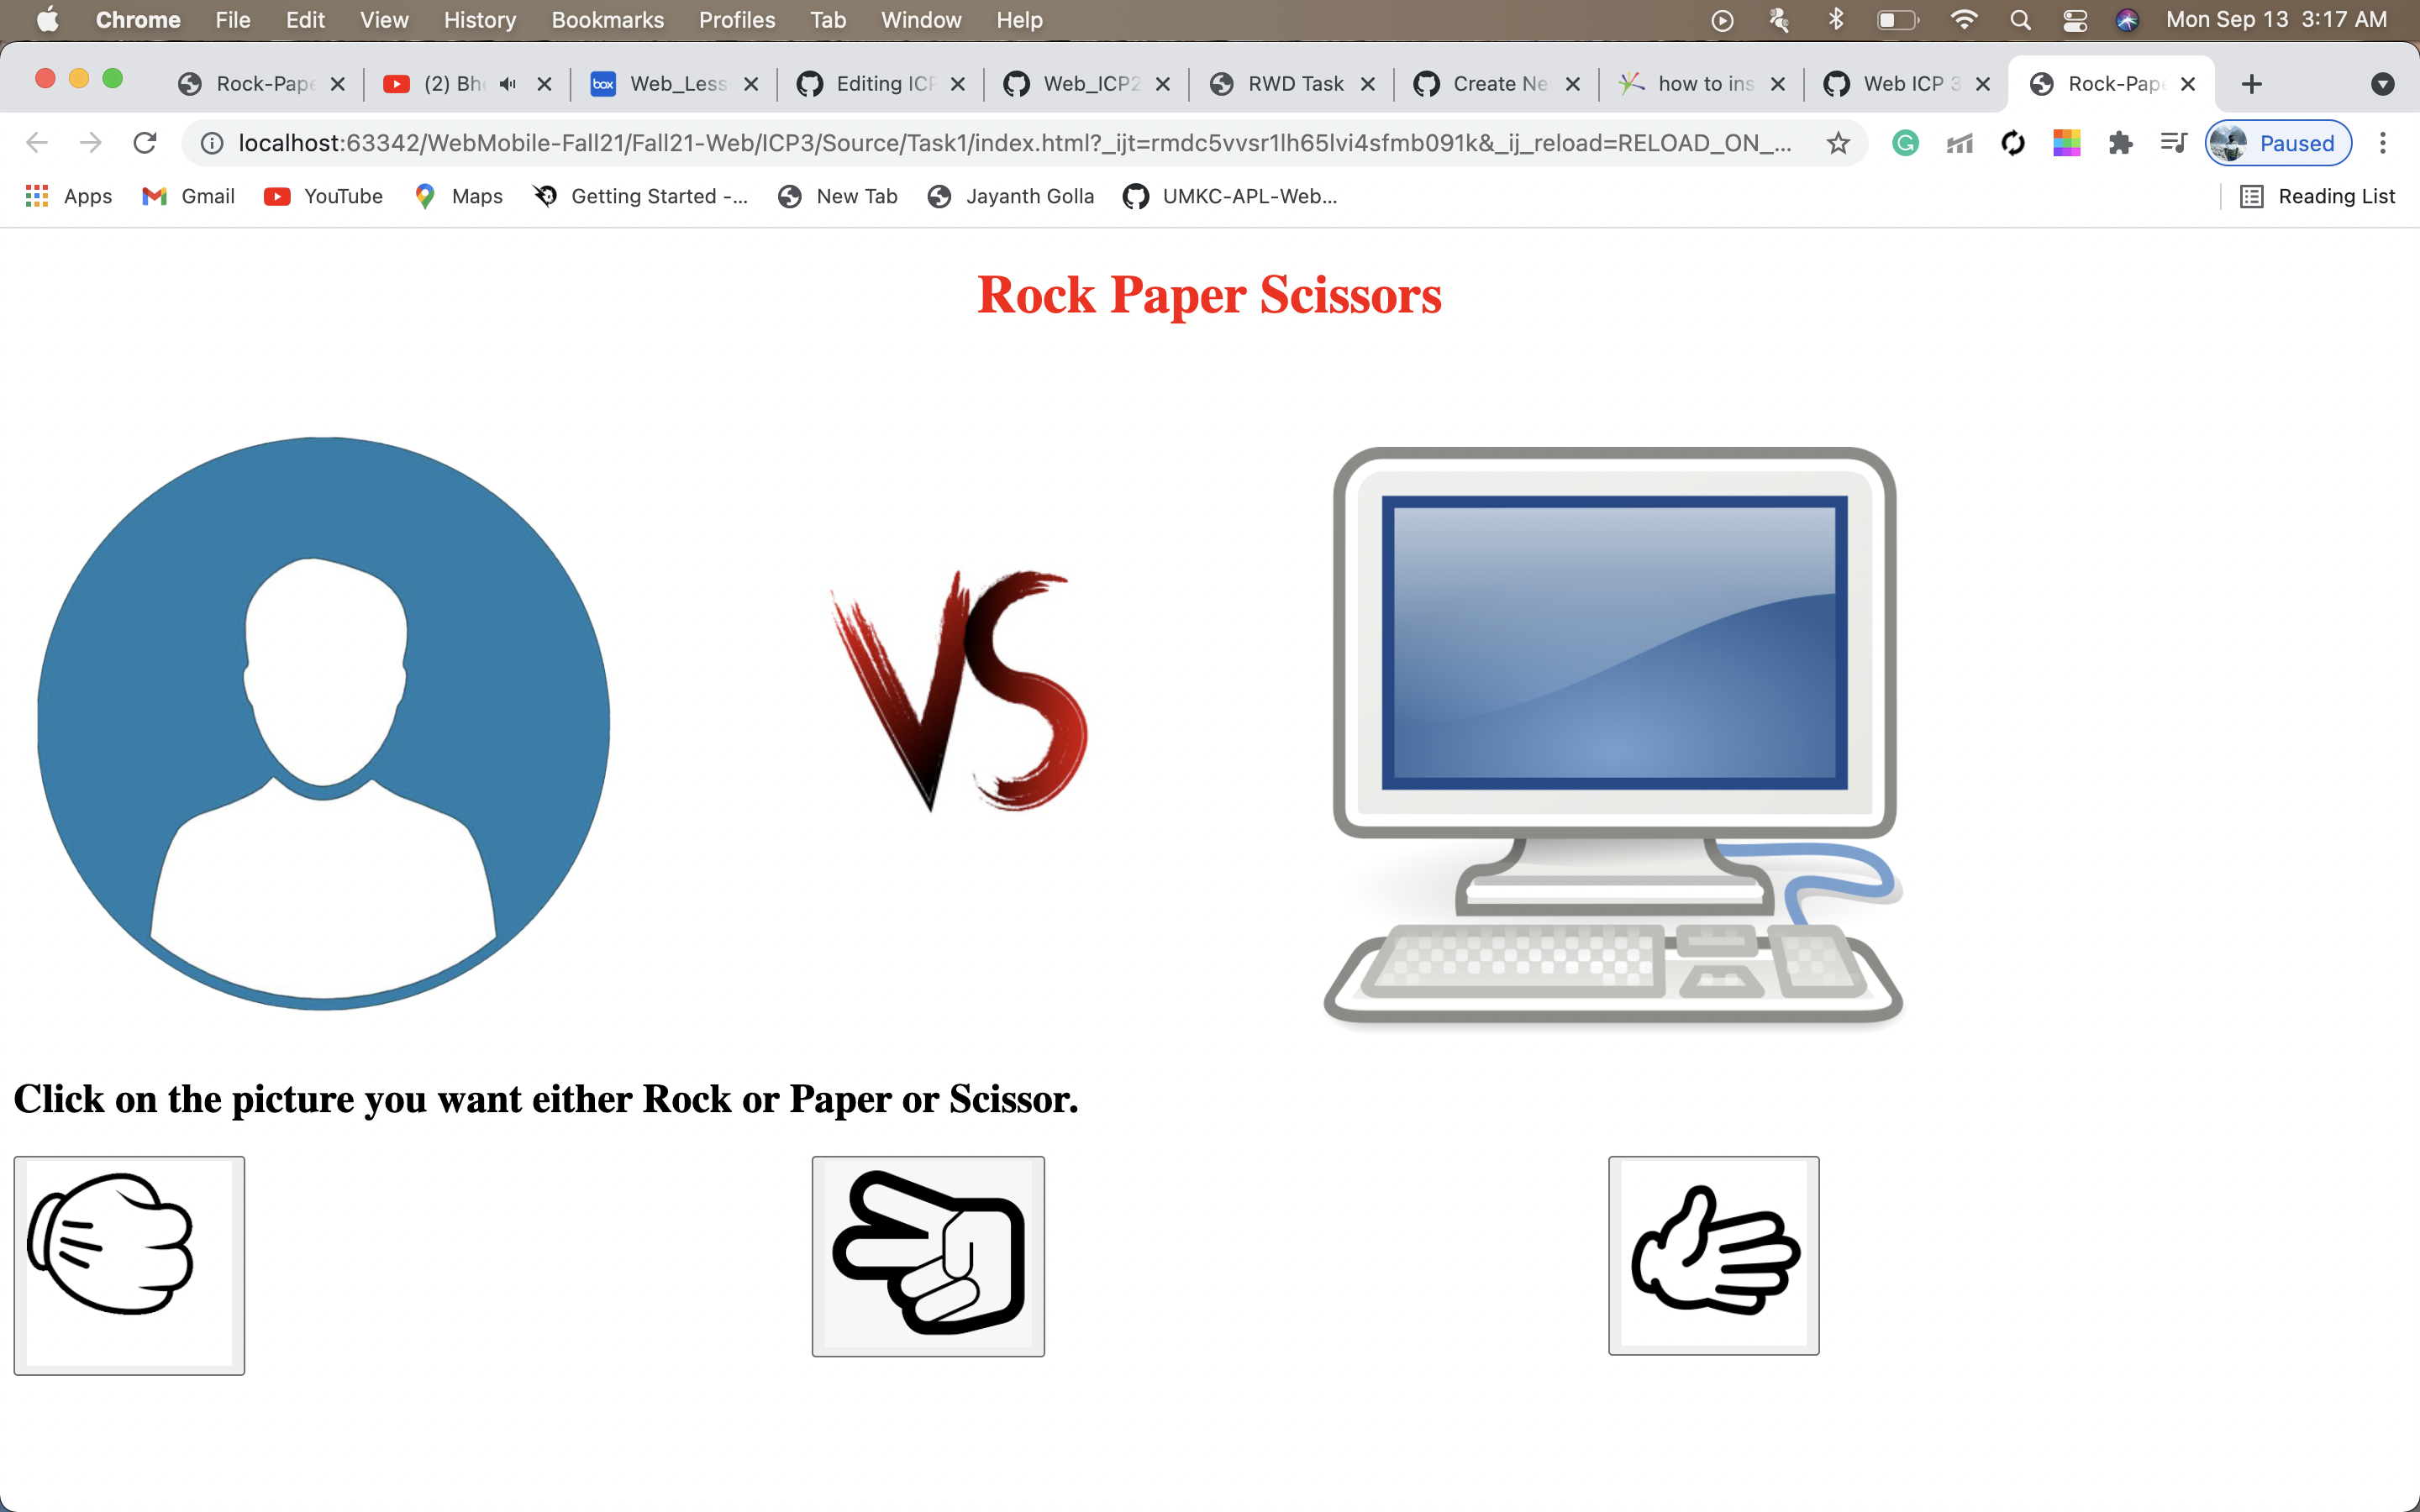 Chrome File Edit View History Bookmarks Profiles Tab Window Help Mon Sep 13 3:17 AM
Rock-Pape (2) Bh box Web_Less Editing ICP Web_ICP2 RWD Task Create Ne how to ins Web ICP 3 Rock-Pape
localhost:63342/WebMobile-Fall21/Fall21-Web/ICP3/Source/Task1/index.html?_ijt=rmdc5vvsr1lh65lvi4sfmb091k&_ij_reload=RELOAD_ON_... Paused
Apps Gmail YouTube Maps Getting Started -... New Tab Jayanth Golla UMKC-APL-Web... Reading List
Rock Paper Scissors
VS
Click on the picture you want either Rock or Paper or Scissor.